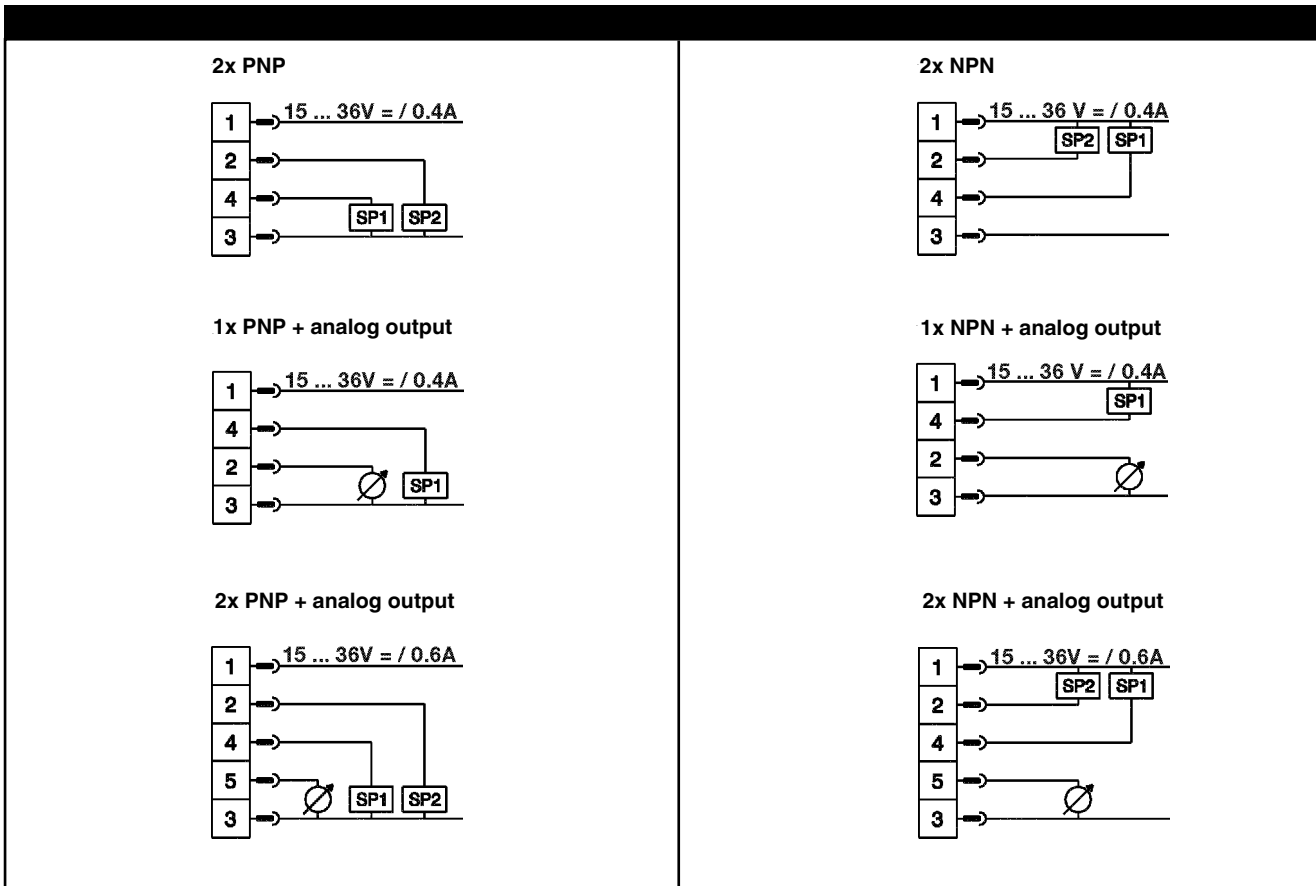 2x PNP
1 15 ... 36V = / 0.4A
2
4
SP1 SP2
3
1x PNP + analog output
1 15 ... 36V = / 0.4A
4
2
SP1
3
2x PNP + analog output
1 15 ... 36V = / 0.6A
2
4
5
SP1 SP2
3
2x NPN
1 15 ... 36 V = / 0.4A
SP2 SP1
2
4
3
1x NPN + analog output
1 15 ... 36 V = / 0.4A
SP1
4
2
3
2x NPN + analog output
1 15 ... 36V = / 0.6A
SP2 SP1
2
4
5
3